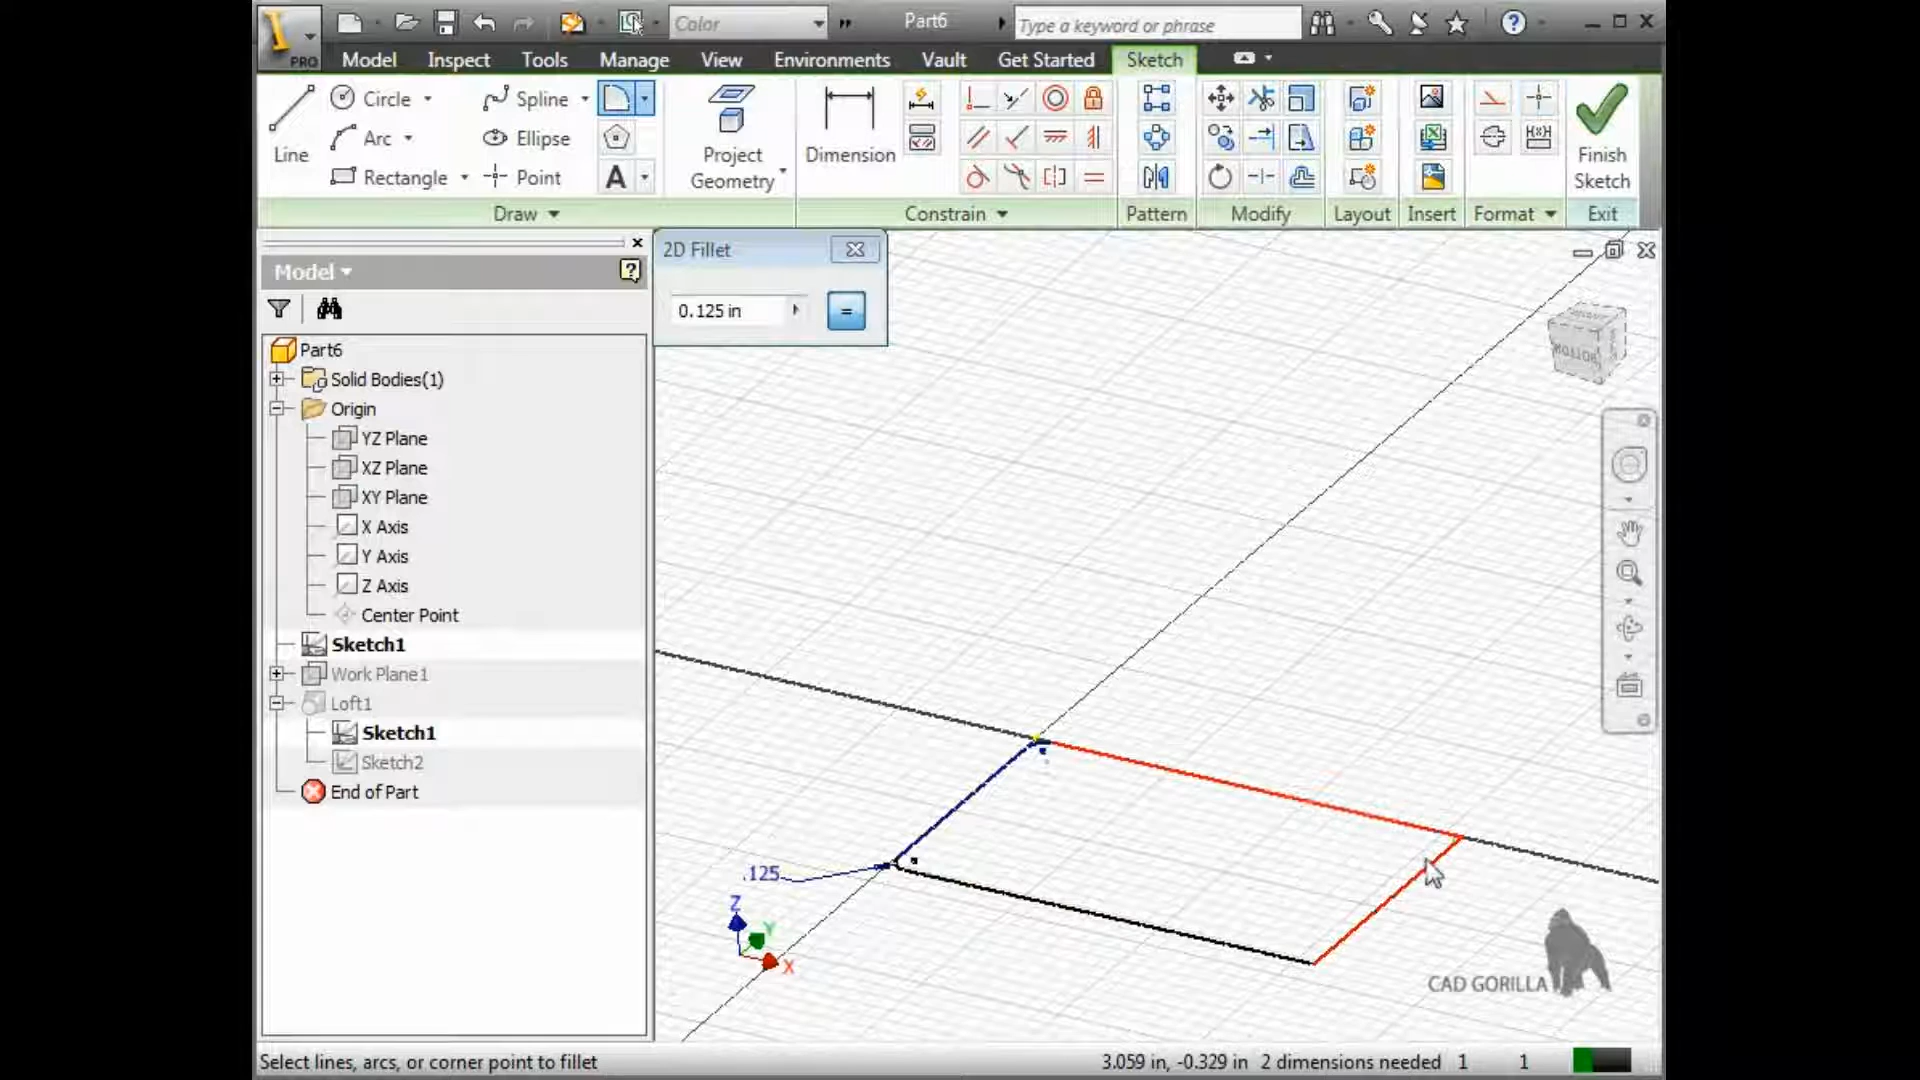 Color
Part6
Type a keyword or phrase
PRO
Model
Inspect
Tools
Manage
View
Environments
Vault
Get Started
Sketch
Line
Circle
Arc
Rectangle
Spline
Ellipse
Point
A
Project
Geometry
Dimension
Finish
Sketch
Draw
Constrain
Pattern
Modify
Layout
Insert
Format
Exit
Model
2D Fillet
0.125 in
=
Part6
Solid Bodies(1)
Origin
YZ Plane
XZ Plane
XY Plane
X Axis
Y Axis
Z Axis
Center Point
Sketch1
Work Plane1
Loft1
Sketch1
Sketch2
End of Part
BOTTOM
.125
Z
Y
X
CAD GORILLA
Select lines, arcs, or corner point to fillet
3.059 in, -0.329 in
2 dimensions needed
1
1